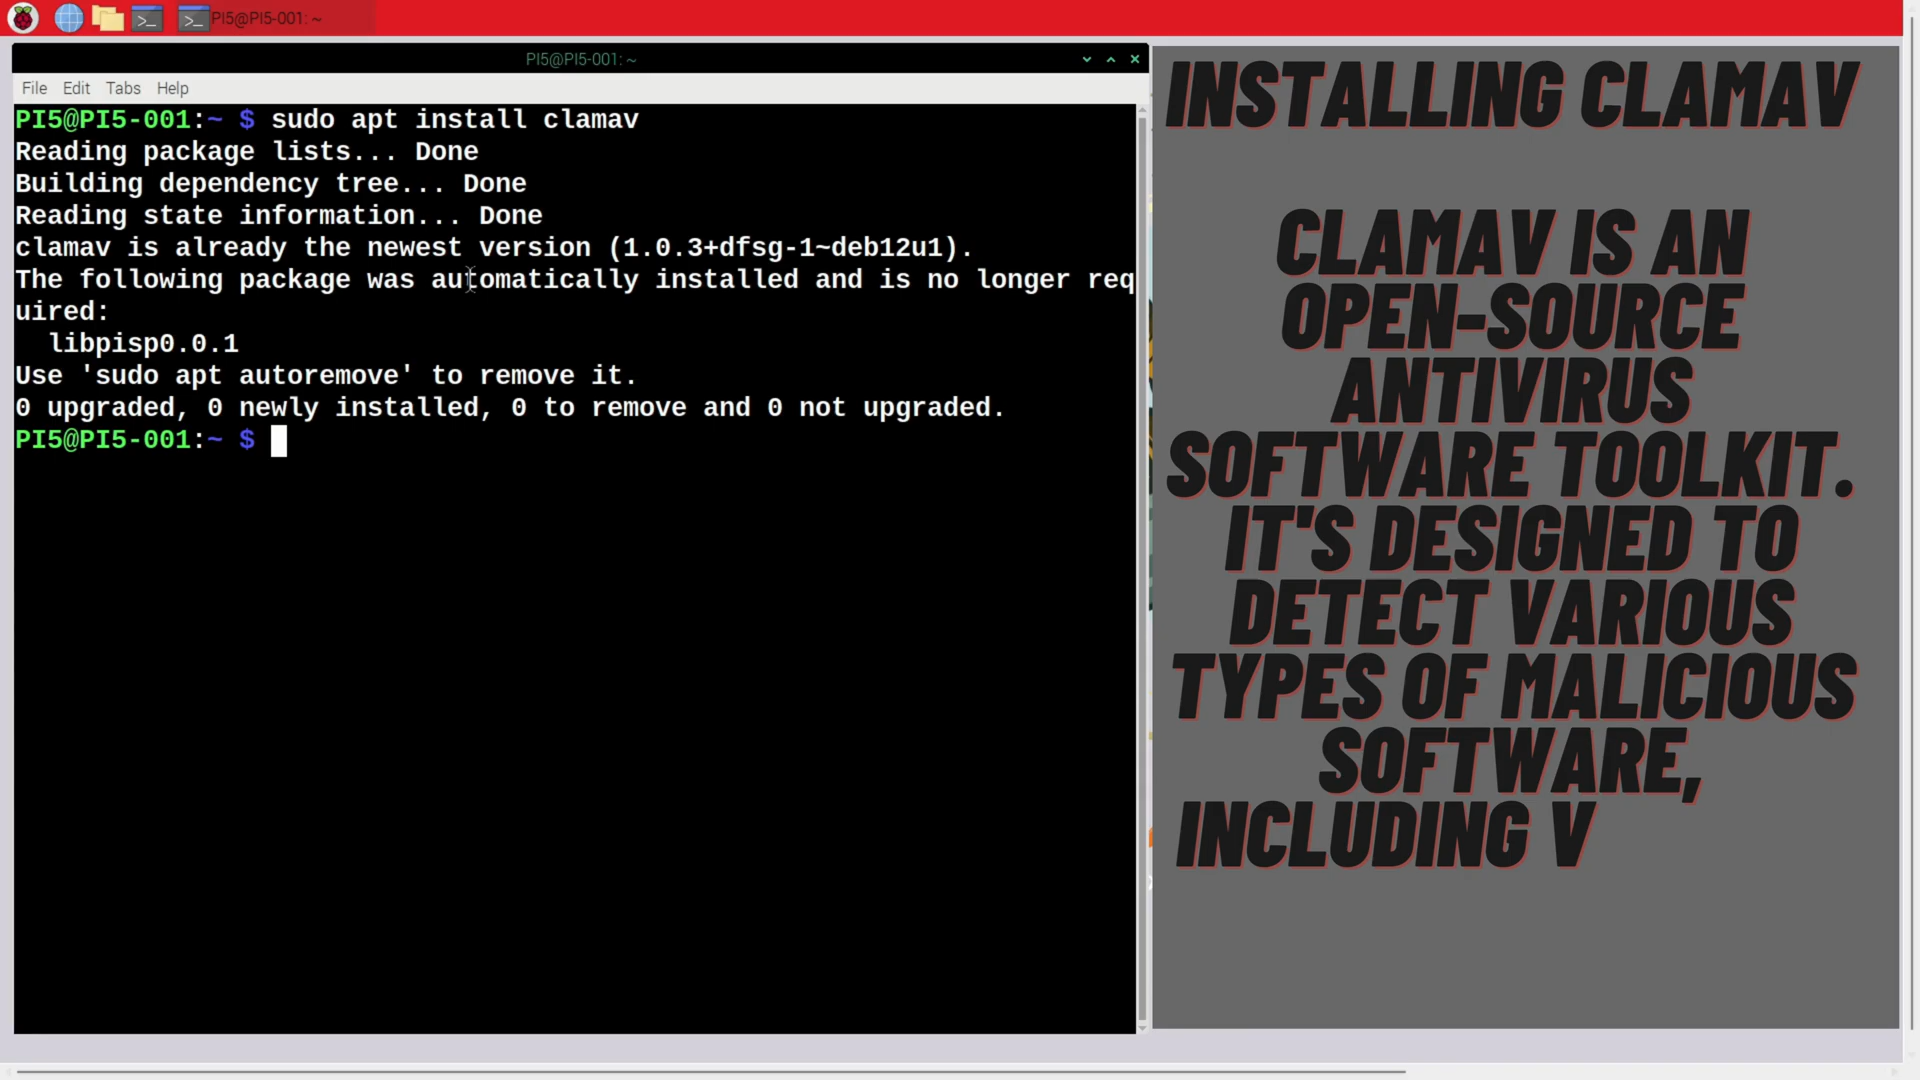 PI5@PI5-001: ~
PI5@PI5-001: ~
File Edit Tabs Help
PI5@PI5-001:~ $ sudo apt install clamav
Reading package lists... Done
Building dependency tree... Done
Reading state information... Done
clamav is already the newest version (1.0.3+dfsg-1~deb12u1).
The following package was automatically installed and is no longer req
uired:
libpisp0.0.1
Use 'sudo apt autoremove' to remove it.
0 upgraded, 0 newly installed, 0 to remove and 0 not upgraded.
PI5@PI5-001:~ $
INSTALLING CLAMAV
CLAMAV IS AN
OPEN-SOURCE
ANTIVIRUS
SOFTWARE TOOLKIT.
IT'S DESIGNED TO
DETECT VARIOUS
TYPES OF MALICIOUS
SOFTWARE,
INCLUDING V